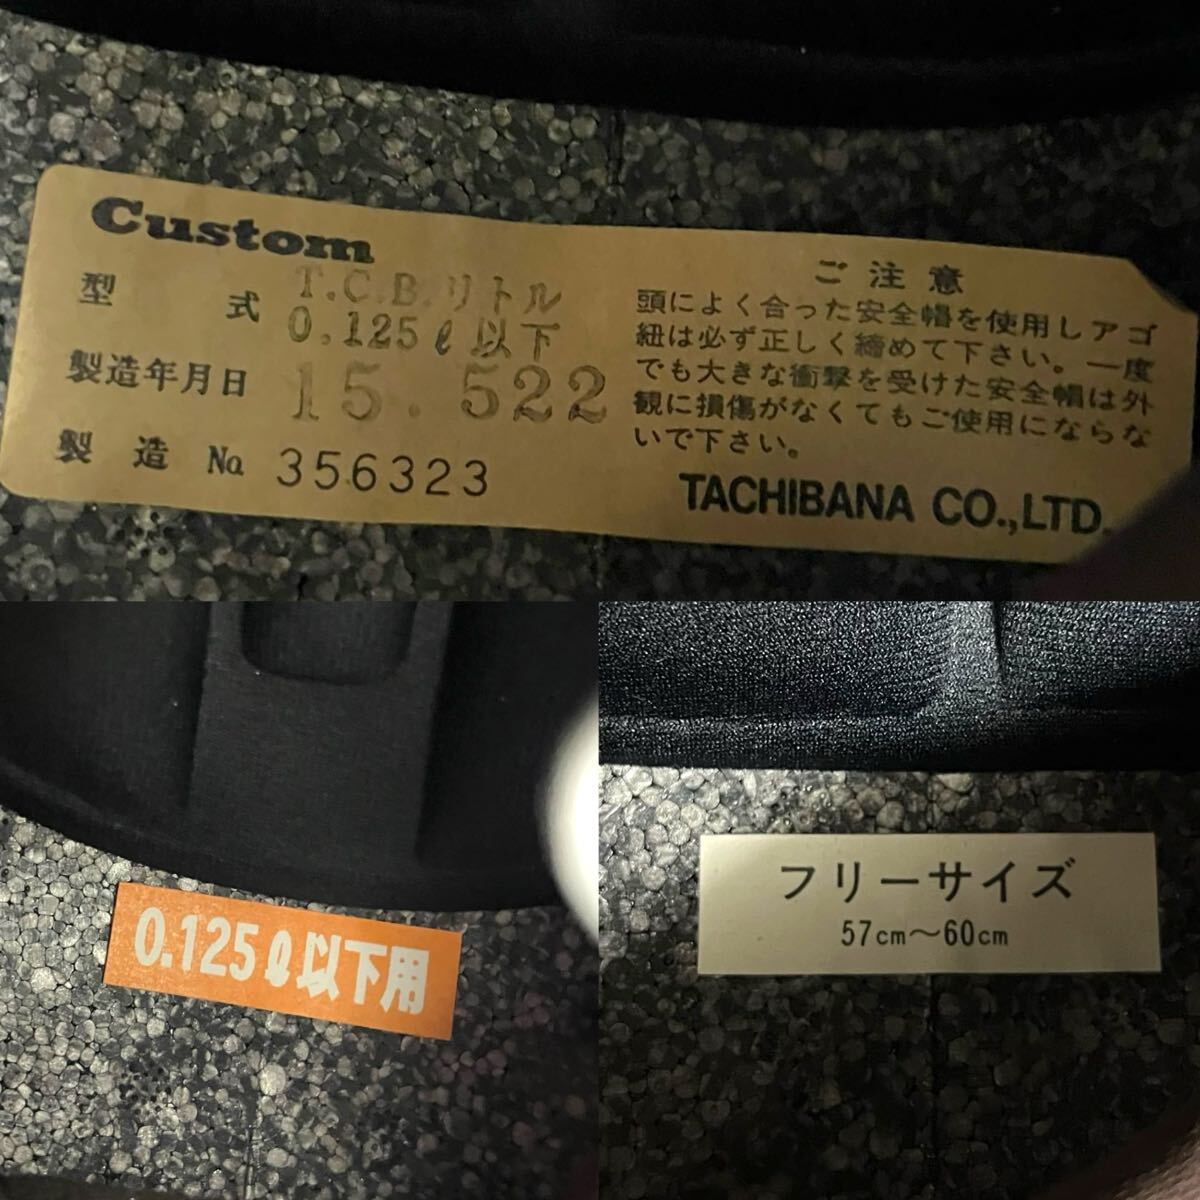 Custom
型式 T.C.B.リトル
0.125ℓ以下
製造年月日 15.522
製造 No 356323
ご注意
頭によく合った安全帽を使用しアゴ
紐は必ず正しく締めて下さい。一度
でも大きな衝撃を受けた安全帽は外
観に損傷がなくてもご使用にならな
いで下さい。
TACHIBANA CO.,LTD.
0.125ℓ以下用
フリーサイズ
57cm〜60cm